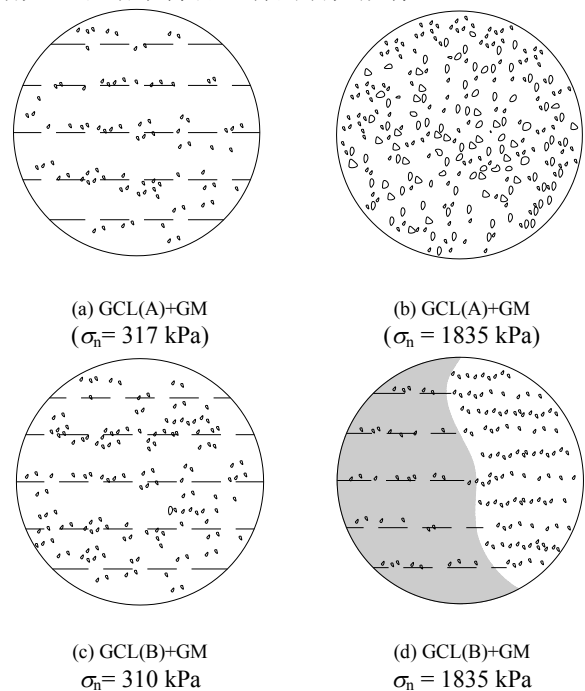 (a) GCL(A)+GM
(σn= 317 kPa)
(b) GCL(A)+GM
(σn = 1835 kPa)
(c) GCL(B)+GM
σn= 310 kPa
(d) GCL(B)+GM
σn = 1835 kPa